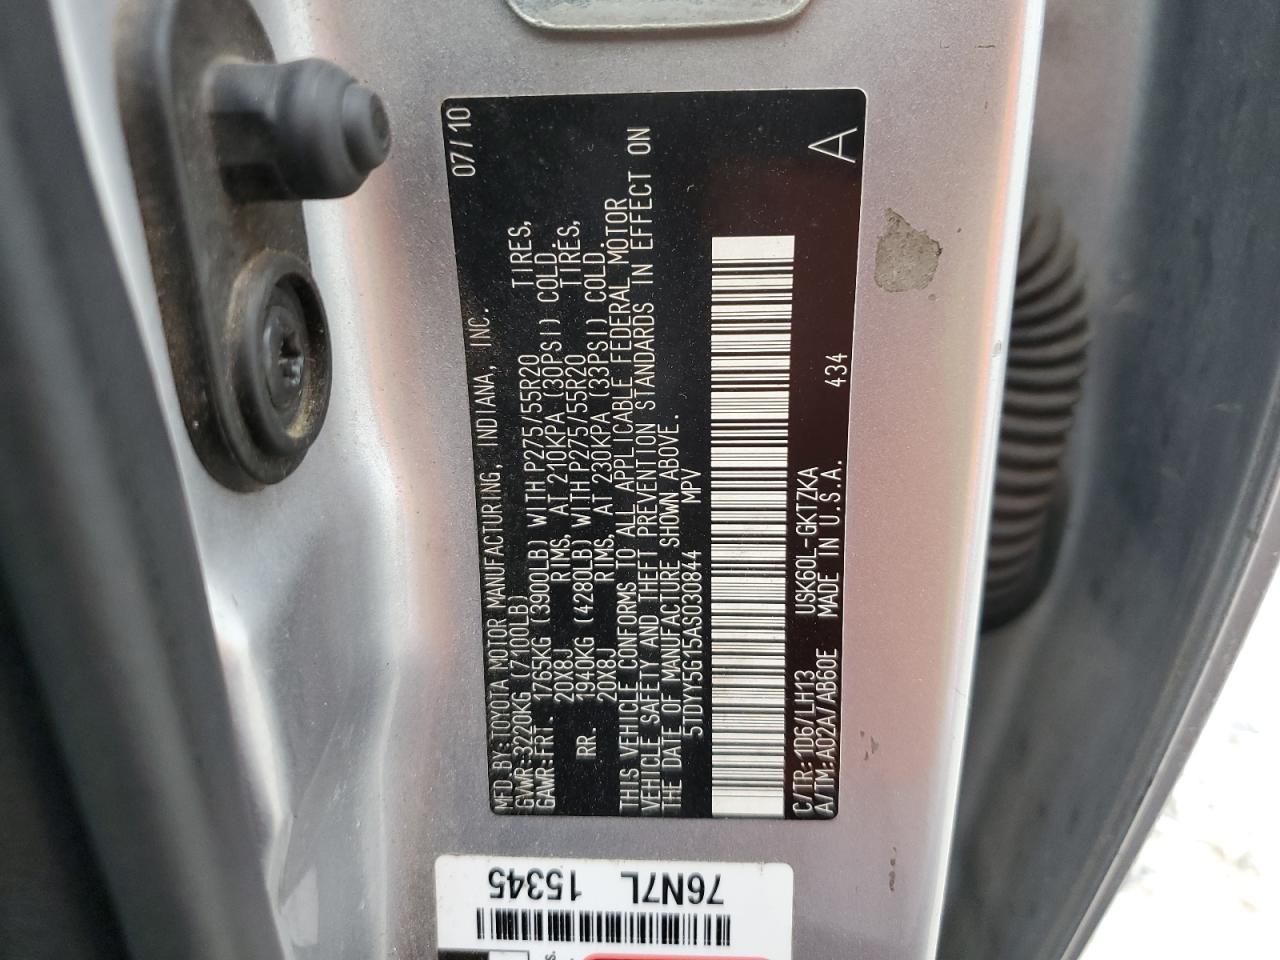 MFD BY:TOYOTA MOTOR MANUFACTURING, INDIANA, INC. 07/10
GVWR:3220KG (7100LB)
GAWR:FRT. 1765KG (3900LB) WITH P275/55R20 TIRES,
20X8J RIMS, AT 210KPA (30PSI) COLD.
RR. 1940KG (4280LB) WITH P275/55R20 TIRES,
20X8J RIMS, AT 230KPA (33PSI) COLD.
THIS VEHICLE CONFORMS TO ALL APPLICABLE FEDERAL MOTOR
VEHICLE SAFETY AND THEFT PREVENTION STANDARDS IN EFFECT ON
THE DATE OF MANUFACTURE SHOWN ABOVE.
5TDYY5G15AS030844 MPV
C/TR:1D6/LH13 USK60L-GKTZKA
A/TM:A02A/AB60E MADE IN U.S.A. 434 A
76N7L 15345
s.